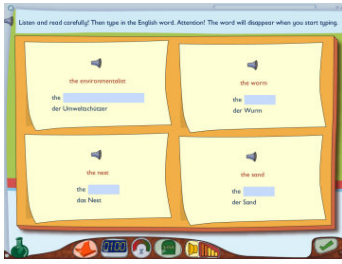 Listen and read carefully! Then type in the English word. Attention! The word will disappear when you start typing.
the environmentalist
the
der Umweltschützer
the worm
the
der Wurm
the nest
the
das Nest
the sand
the
der Sand